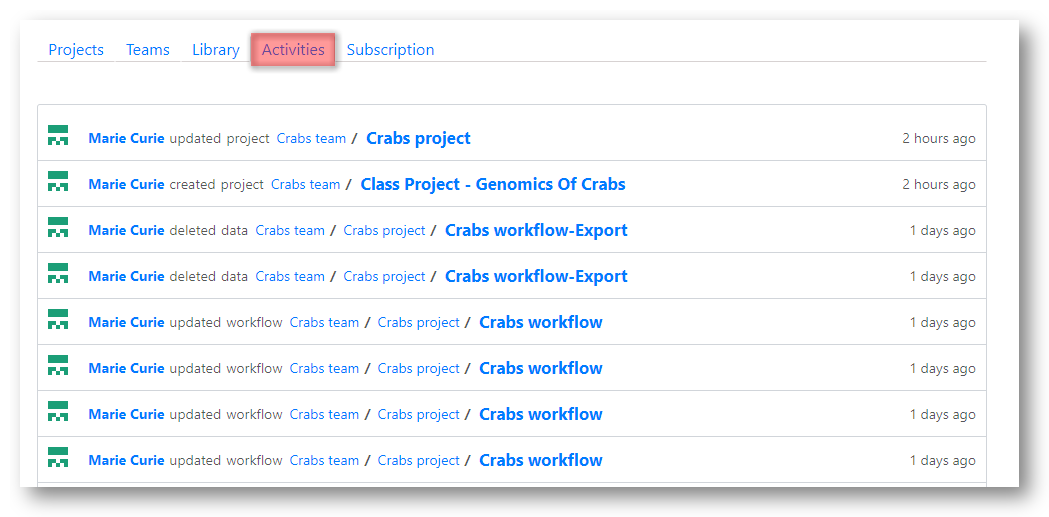 Projects Teams Library Activities Subscription
Marie Curie updated project Crabs team / Crabs project 2 hours ago
Marie Curie created project Crabs team / Class Project - Genomics Of Crabs 2 hours ago
Marie Curie deleted data Crabs team / Crabs project / Crabs workflow-Export 1 days ago
Marie Curie deleted data Crabs team / Crabs project / Crabs workflow-Export 1 days ago
Marie Curie updated workflow Crabs team / Crabs project / Crabs workflow 1 days ago
Marie Curie updated workflow Crabs team / Crabs project / Crabs workflow 1 days ago
Marie Curie updated workflow Crabs team / Crabs project / Crabs workflow 1 days ago
Marie Curie updated workflow Crabs team / Crabs project / Crabs workflow 1 days ago